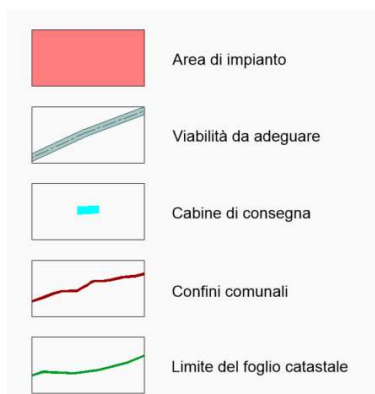 Area di impianto
Viabilità da adeguare
Cabine di consegna
Confini comunali
Limite del foglio catastale